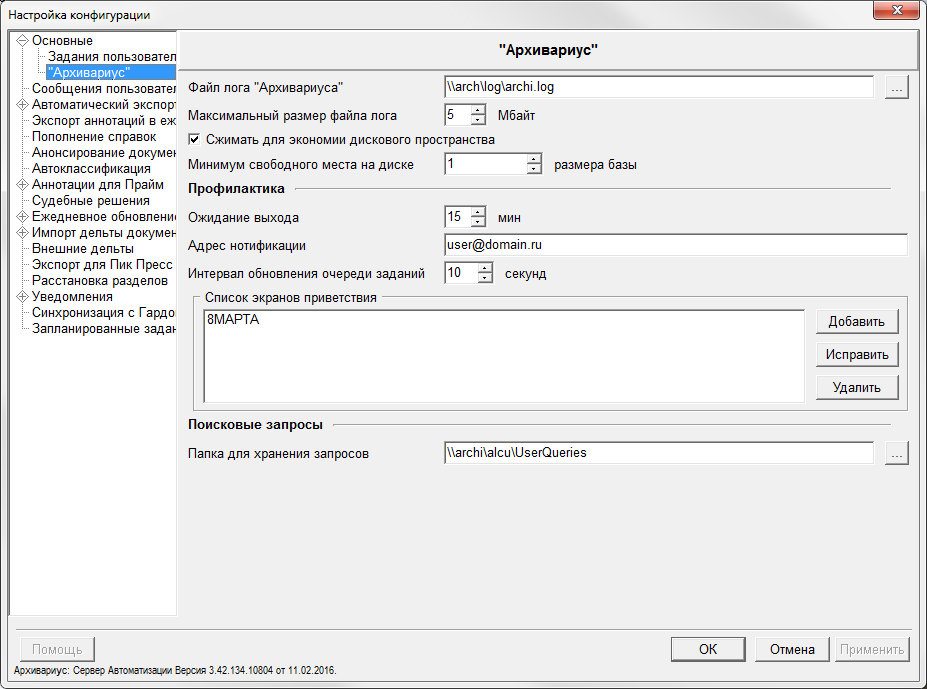 Настройка конфигурации
Основные
Задания пользовател
"Архивариус"
Сообщения пользовател
Автоматический экспорт
Экспорт аннотаций в еж
Пополнение справок
Анонсирование докумен
Автоклассификация
Аннотации для Прайм
Судебные решения
Ежедневное обновление
Импорт дельты докумен
Внешние дельты
Экспорт для Пик Пресс
Расстановка разделов
Уведомления
Синхронизация с Гардо
Запланированные задан
"Архивариус"
Файл лога "Архивариуса" \\arch\log\archi.log ...
Максимальный размер файла лога 5 Мбайт
Сжимать для экономии дискового пространства
Минимум свободного места на диске 1 размера базы
Профилактика
Ожидание выхода 15 мин
Адрес нотификации user@domain.ru
Интервал обновления очереди заданий 10 секунд
Список экранов приветствия
8МАРТА
Добавить
Исправить
Удалить
Поисковые запросы
Папка для хранения запросов \\archi\alcu\UserQueries ...
Помощь OK Отмена Применить
Архивариус: Сервер Автоматизации Версия 3.42.134.10804 от 11.02.2016.